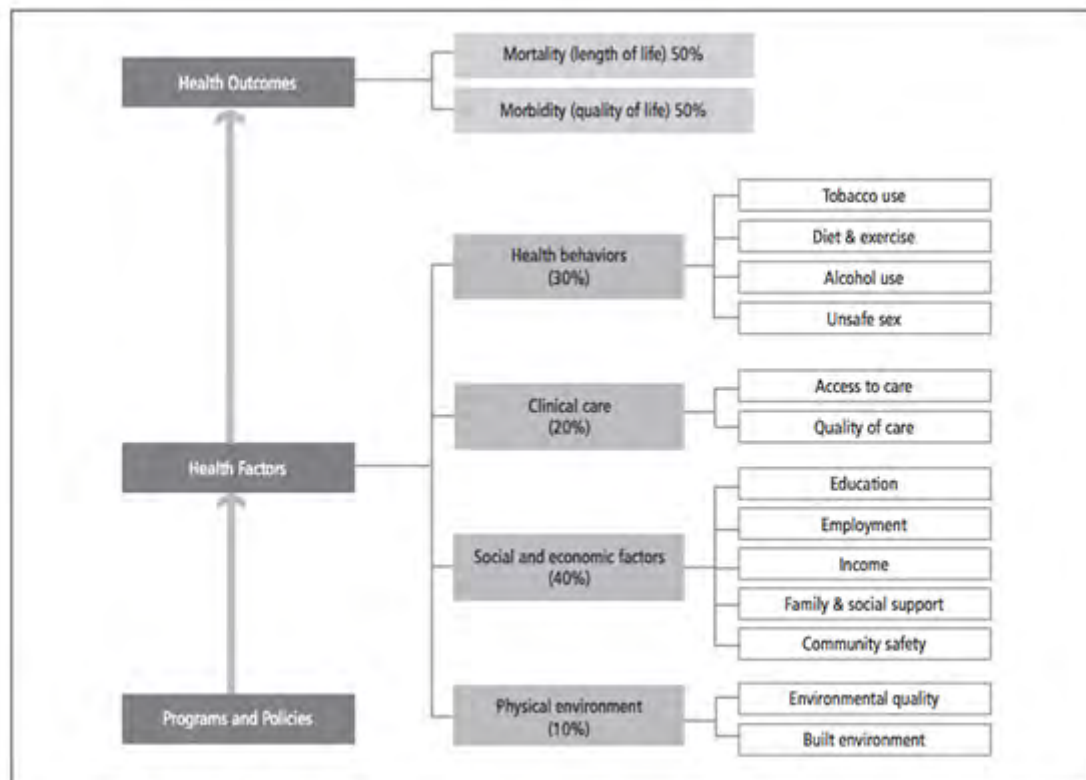 Health Outcomes
Mortality (length of life) 50%
Morbidity (quality of life) 50%
Health Factors
Health behaviors
(30%)
Tobacco use
Diet & exercise
Alcohol use
Unsafe sex
Clinical care
(20%)
Access to care
Quality of care
Social and economic factors
(40%)
Education
Employment
Income
Family & social support
Community safety
Physical environment
(10%)
Environmental quality
Built environment
Programs and Policies